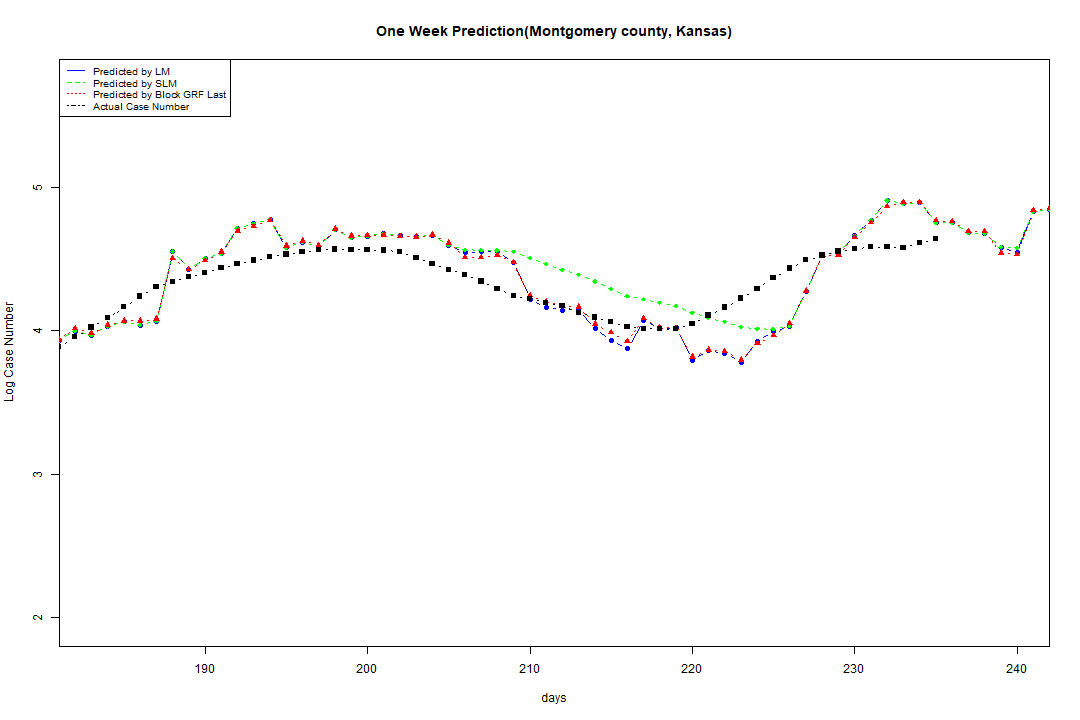 One Week Prediction(Montgomery county, Kansas)
Predicted by LM
Predicted by SLM
Predicted by Block GRF Last
Actual Case Number
5
4
3
2
Log Case Number
190 200 210 220 230 240
days